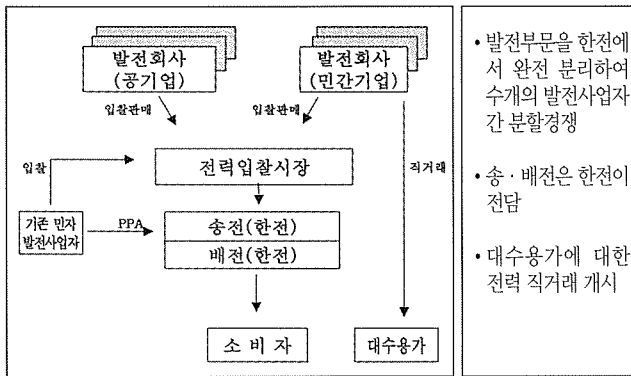 발전회사
(공기업)
발전회사
(민간기업)
입찰판매
입찰판매
입찰
전력입찰시장
직거래
기존 민자
발전사업자
PPA
송전(한전)
배전(한전)
소 비 자
대수용가
• 발전부문을 한전에
서 완전 분리하여
수개의 발전사업자
간 분할경쟁
• 송 · 배전은 한전이
전담
• 대수용가에 대한
전력 직거래 개시